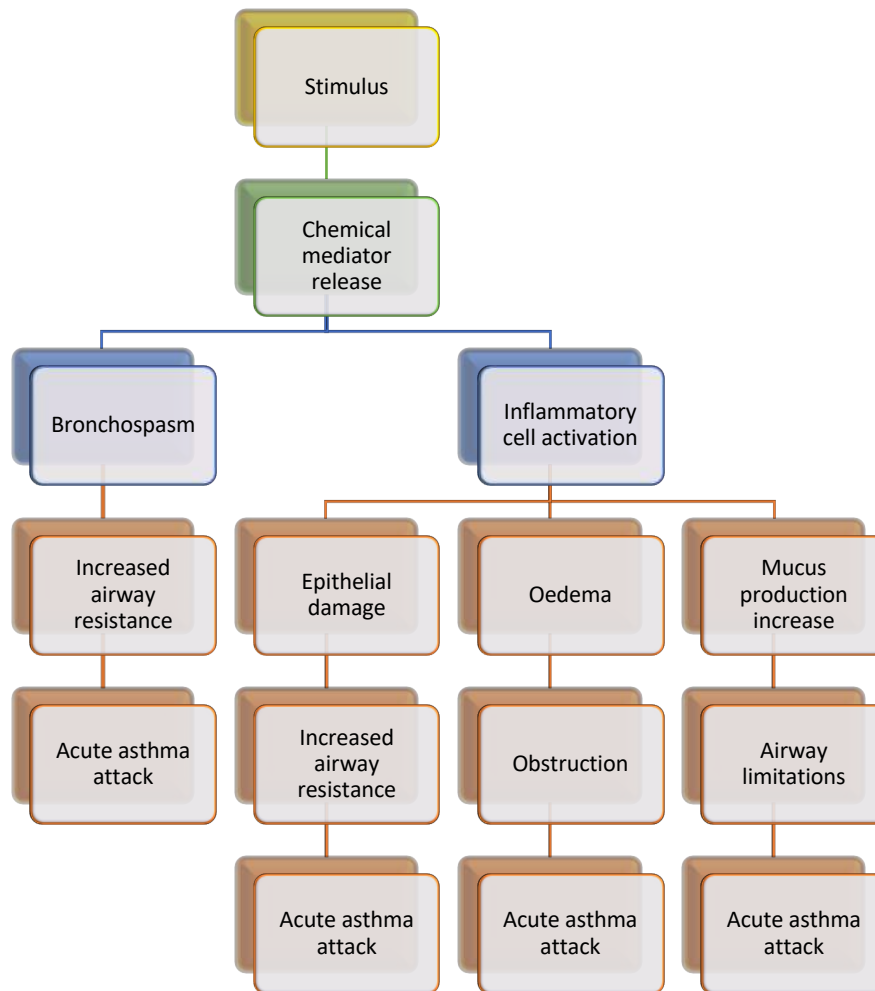 Stimulus
Chemical
mediator
release
Bronchospasm
Inflammatory
cell activation
Increased
airway
resistance
Epithelial
damage
Oedema
Mucus
production
increase
Acute asthma
attack
Increased
airway
resistance
Obstruction
Airway
limitations
Acute asthma
attack
Acute asthma
attack
Acute asthma
attack